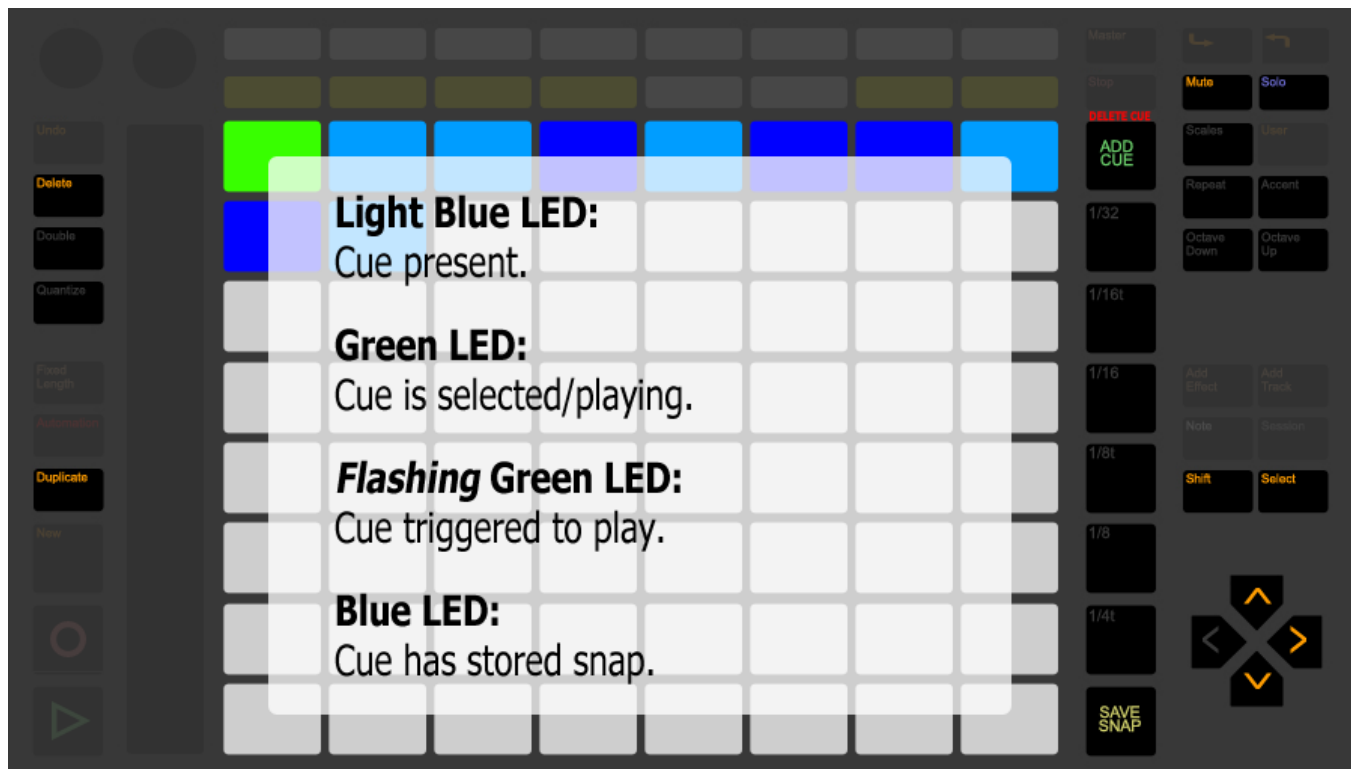 Master
Stop
Mute
Solo
DELETE CUE
Undo
ADD
CUE
Scales
User
Delete
Repeat
Accent
Light Blue LED:
Cue present.
1/32
Double
Octave
Down
Octave
Up
Quantize
1/16t
Green LED:
Cue is selected/playing.
Fixed
Length
1/16
Add
Effect
Add
Track
Automation
Note
Session
1/8t
Flashing Green LED:
Cue triggered to play.
Duplicate
Shift
Select
New
1/8
Blue LED:
Cue has stored snap.
1/4t
SAVE
SNAP